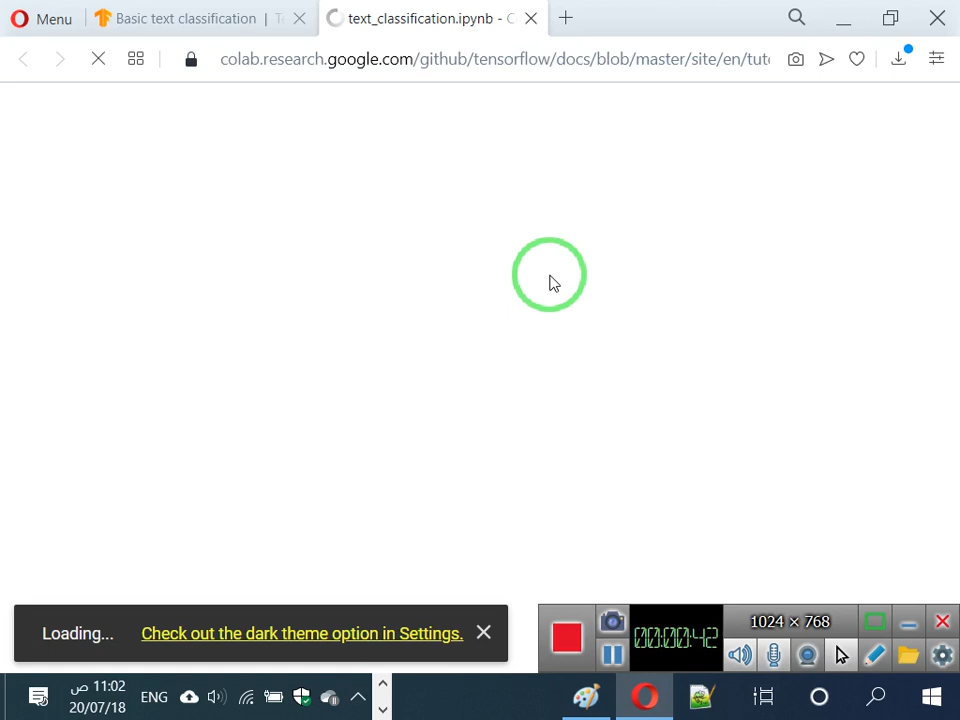 Menu
Basic text classification | T
text_classification.ipynb - C
colab.research.google.com/github/tensorflow/docs/blob/master/site/en/tut
Loading... Check out the dark theme option in Settings.
1024 × 768
00:00:42
11:02 ص
20/07/18
ENG